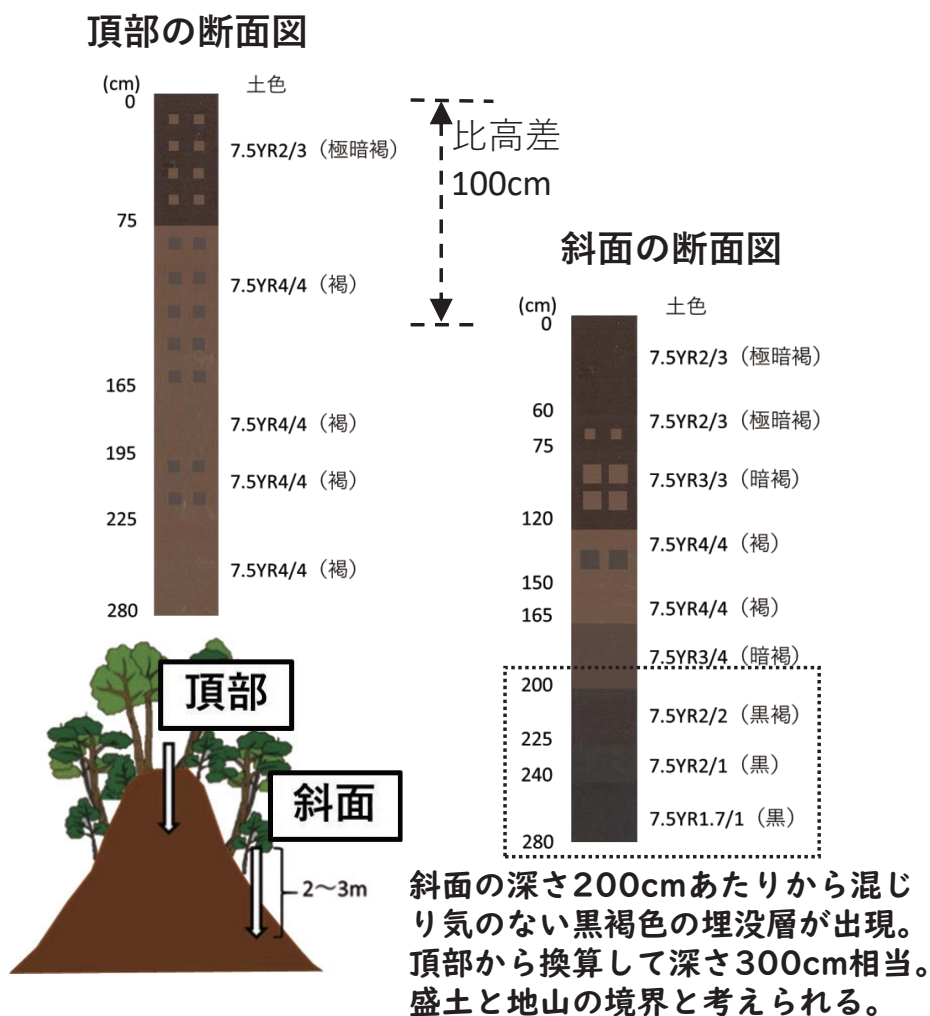 頂部の断面図
(cm)
土色
0
7.5YR2/3（極暗褐）
75
7.5YR4/4（褐）
165
7.5YR4/4（褐）
195
7.5YR4/4（褐）
225
7.5YR4/4（褐）
280
比高差
100cm
斜面の断面図
(cm)
土色
0
7.5YR2/3（極暗褐）
60
7.5YR2/3（極暗褐）
75
7.5YR3/3（暗褐）
120
7.5YR4/4（褐）
150
7.5YR4/4（褐）
165
7.5YR3/4（暗褐）
200
7.5YR2/2（黒褐）
225
7.5YR2/1（黒）
240
7.5YR1.7/1（黒）
280
頂部
斜面
2～3m
斜面の深さ200cmあたりから混じ
り気のない黒褐色の埋没層が出現。
頂部から換算して深さ300cm相当。
盛土と地山の境界と考えられる。